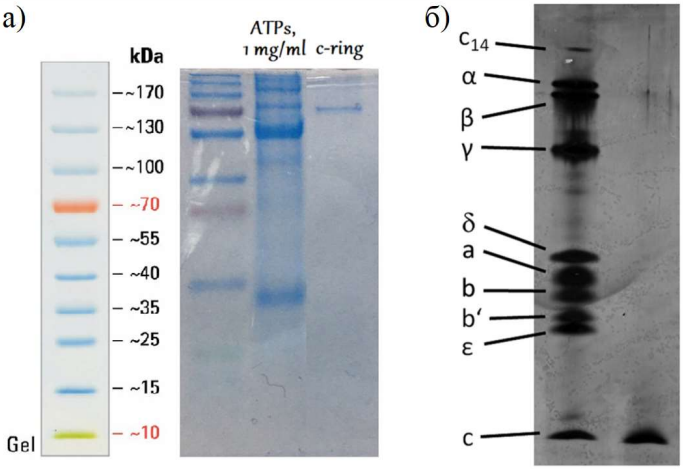 а)
kDa
~170
~130
~100
~70
~55
~40
~35
~25
~15
~10
Gel
ATPs,
1 mg/ml c-ring
б)
c14
α
β
γ
δ
a
b
b‘
ε
c